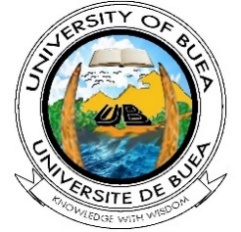 UNIVERSITY OF BUEA
UB
UNIVERSITE DE BUEA
KNOWLEDGE WITH WISDOM